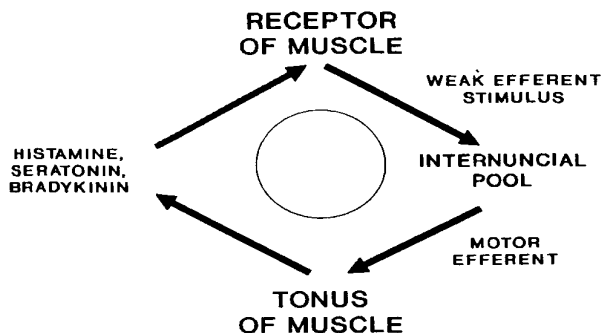 RECEPTOR
OF MUSCLE
WEAK EFFERENT
STIMULUS
HISTAMINE,
SERATONIN,
BRADYKININ
INTERNUNCIAL
POOL
MOTOR
EFFERENT
TONUS
OF MUSCLE